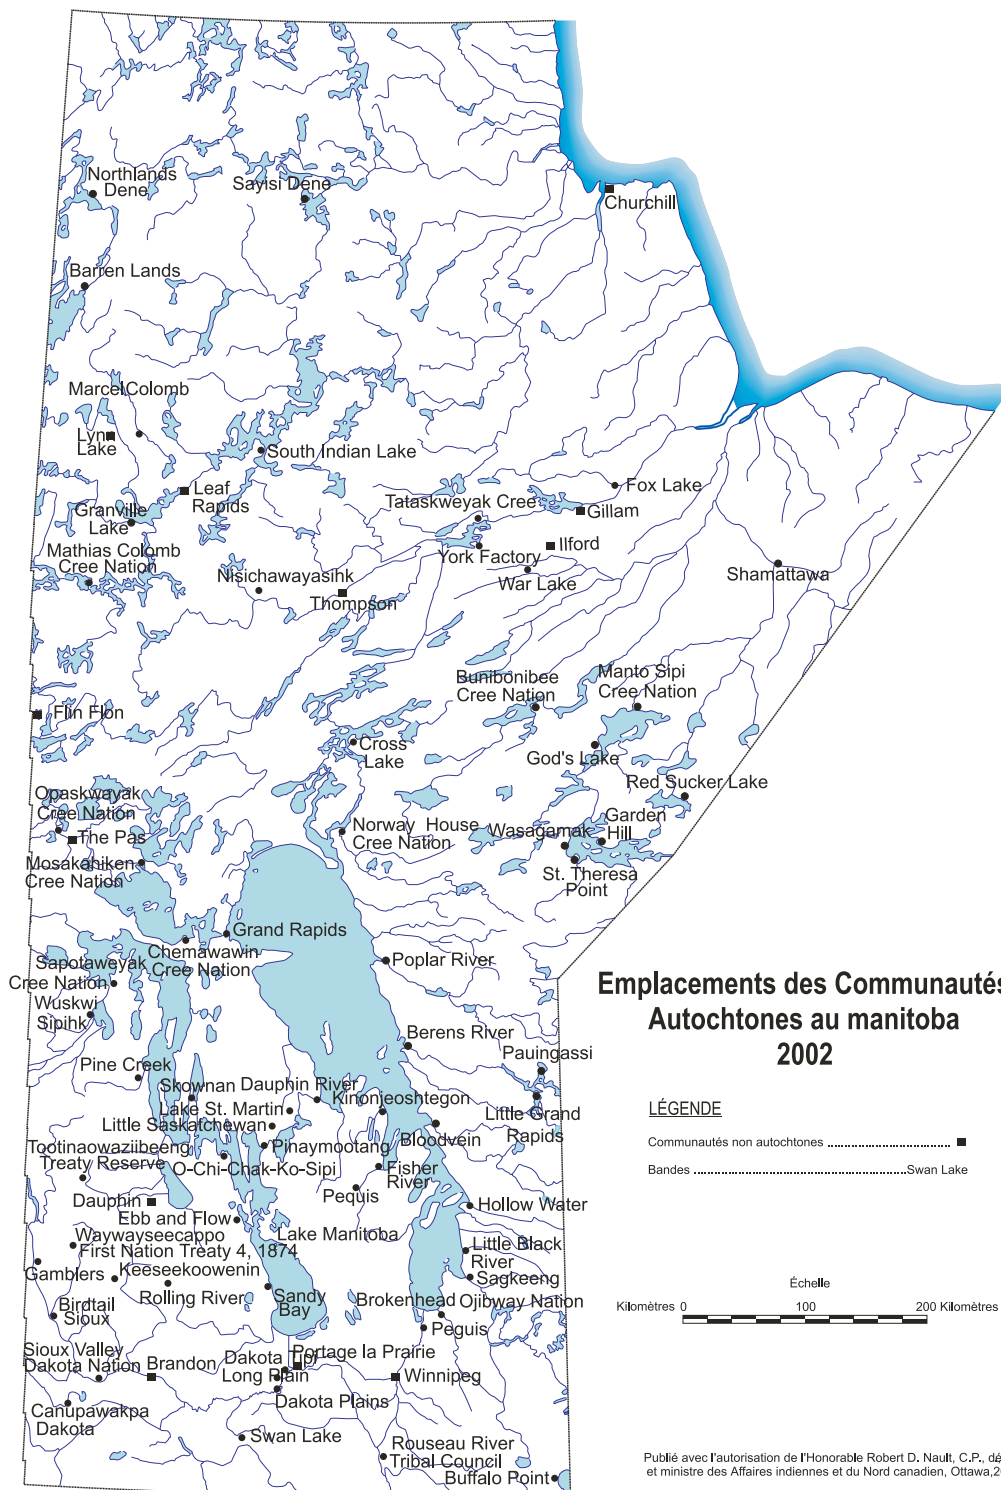 Northlands
Dene
Sayisi Dene
Churchill
Barren Lands
Marcel Colomb
Lynn
Lake
South Indian Lake
Leaf
Rapids
Fox Lake
Tataskweyak Cree
Gillam
Granville
Lake
Ilford
York Factory
Mathias Colomb
Cree Nation
Nisichawayasihk
War Lake
Shamattawa
Thompson
Bunibonibee
Cree Nation
Manto Sipi
Cree Nation
Flin Flon
Cross
Lake
God's Lake
Red Sucker Lake
Opaskwayak
Cree Nation
The Pas
Norway House
Cree Nation
Wasagamak
Garden
Hill
St. Theresa
Point
Mosakahiken
Cree Nation
Grand Rapids
Chemawawin
Cree Nation
Poplar River
Sapotaweyak
Cree Nation
Wuskwi
Sipihk
Emplacements des Communautés
Autochtones au manitoba
2002
Berens River
Pauingassi
Pine Creek
Skownan
Dauphin River
Kinonjeoshtegon
Lake St. Martin
Little Saskatchewan
Little Grand
Rapids
Bloodvein
LÉGENDE
Communautés non autochtones
Bandes Swan Lake
Tootinaowaziibeeng
Treaty Reserve
Pinaymootang
O-Chi-Chak-Ko-Sipi
Fisher
River
Pequis
Dauphin
Hollow Water
Ebb and Flow
Lake Manitoba
Waywayseecappo
First Nation Treaty 4, 1874
Little Black
River
Gamblers
Keeseekoowenin
Sagkeeng
Rolling River
Sandy
Bay
Birdtail
Sioux
Brokenhead Ojibway Nation
Peguis
Échelle
Kilomètres 0 100 200 Kilomètres
Sioux Valley
Dakota Nation
Brandon
Dakota Tipi
Portage la Prairie
Long Plain
Winnipeg
Dakota Plains
Canupawakpa
Dakota
Swan Lake
Rouseau River
Tribal Council
Buffalo Point
Publié avec l'autorisation de l'Honorable Robert D. Nault, C.P.,
et ministre des Affaires indiennes et du Nord canadien, Ottawa,